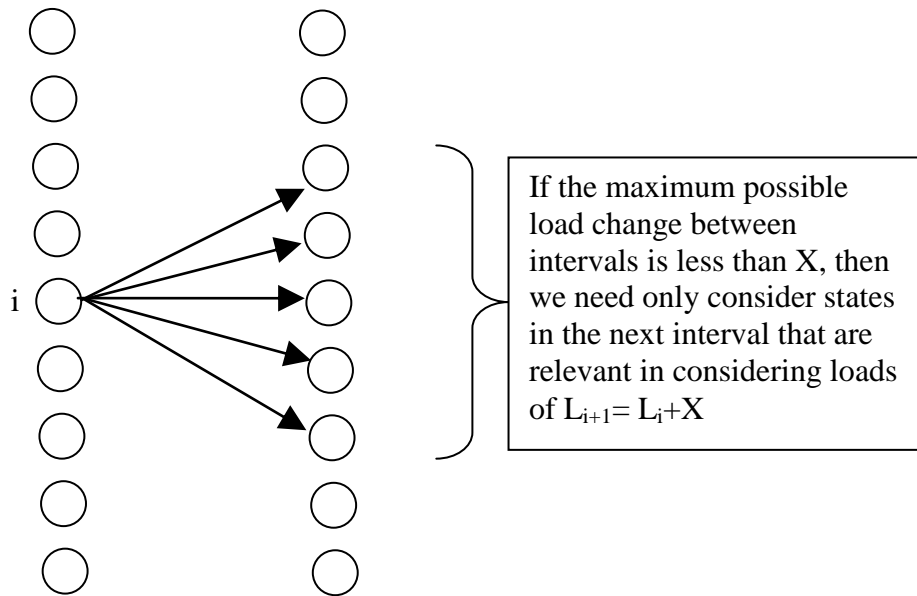 i
If the maximum possible
load change between
intervals is less than X, then
we need only consider states
in the next interval that are
relevant in considering loads
of Lᵢ₊₁= Lᵢ+X